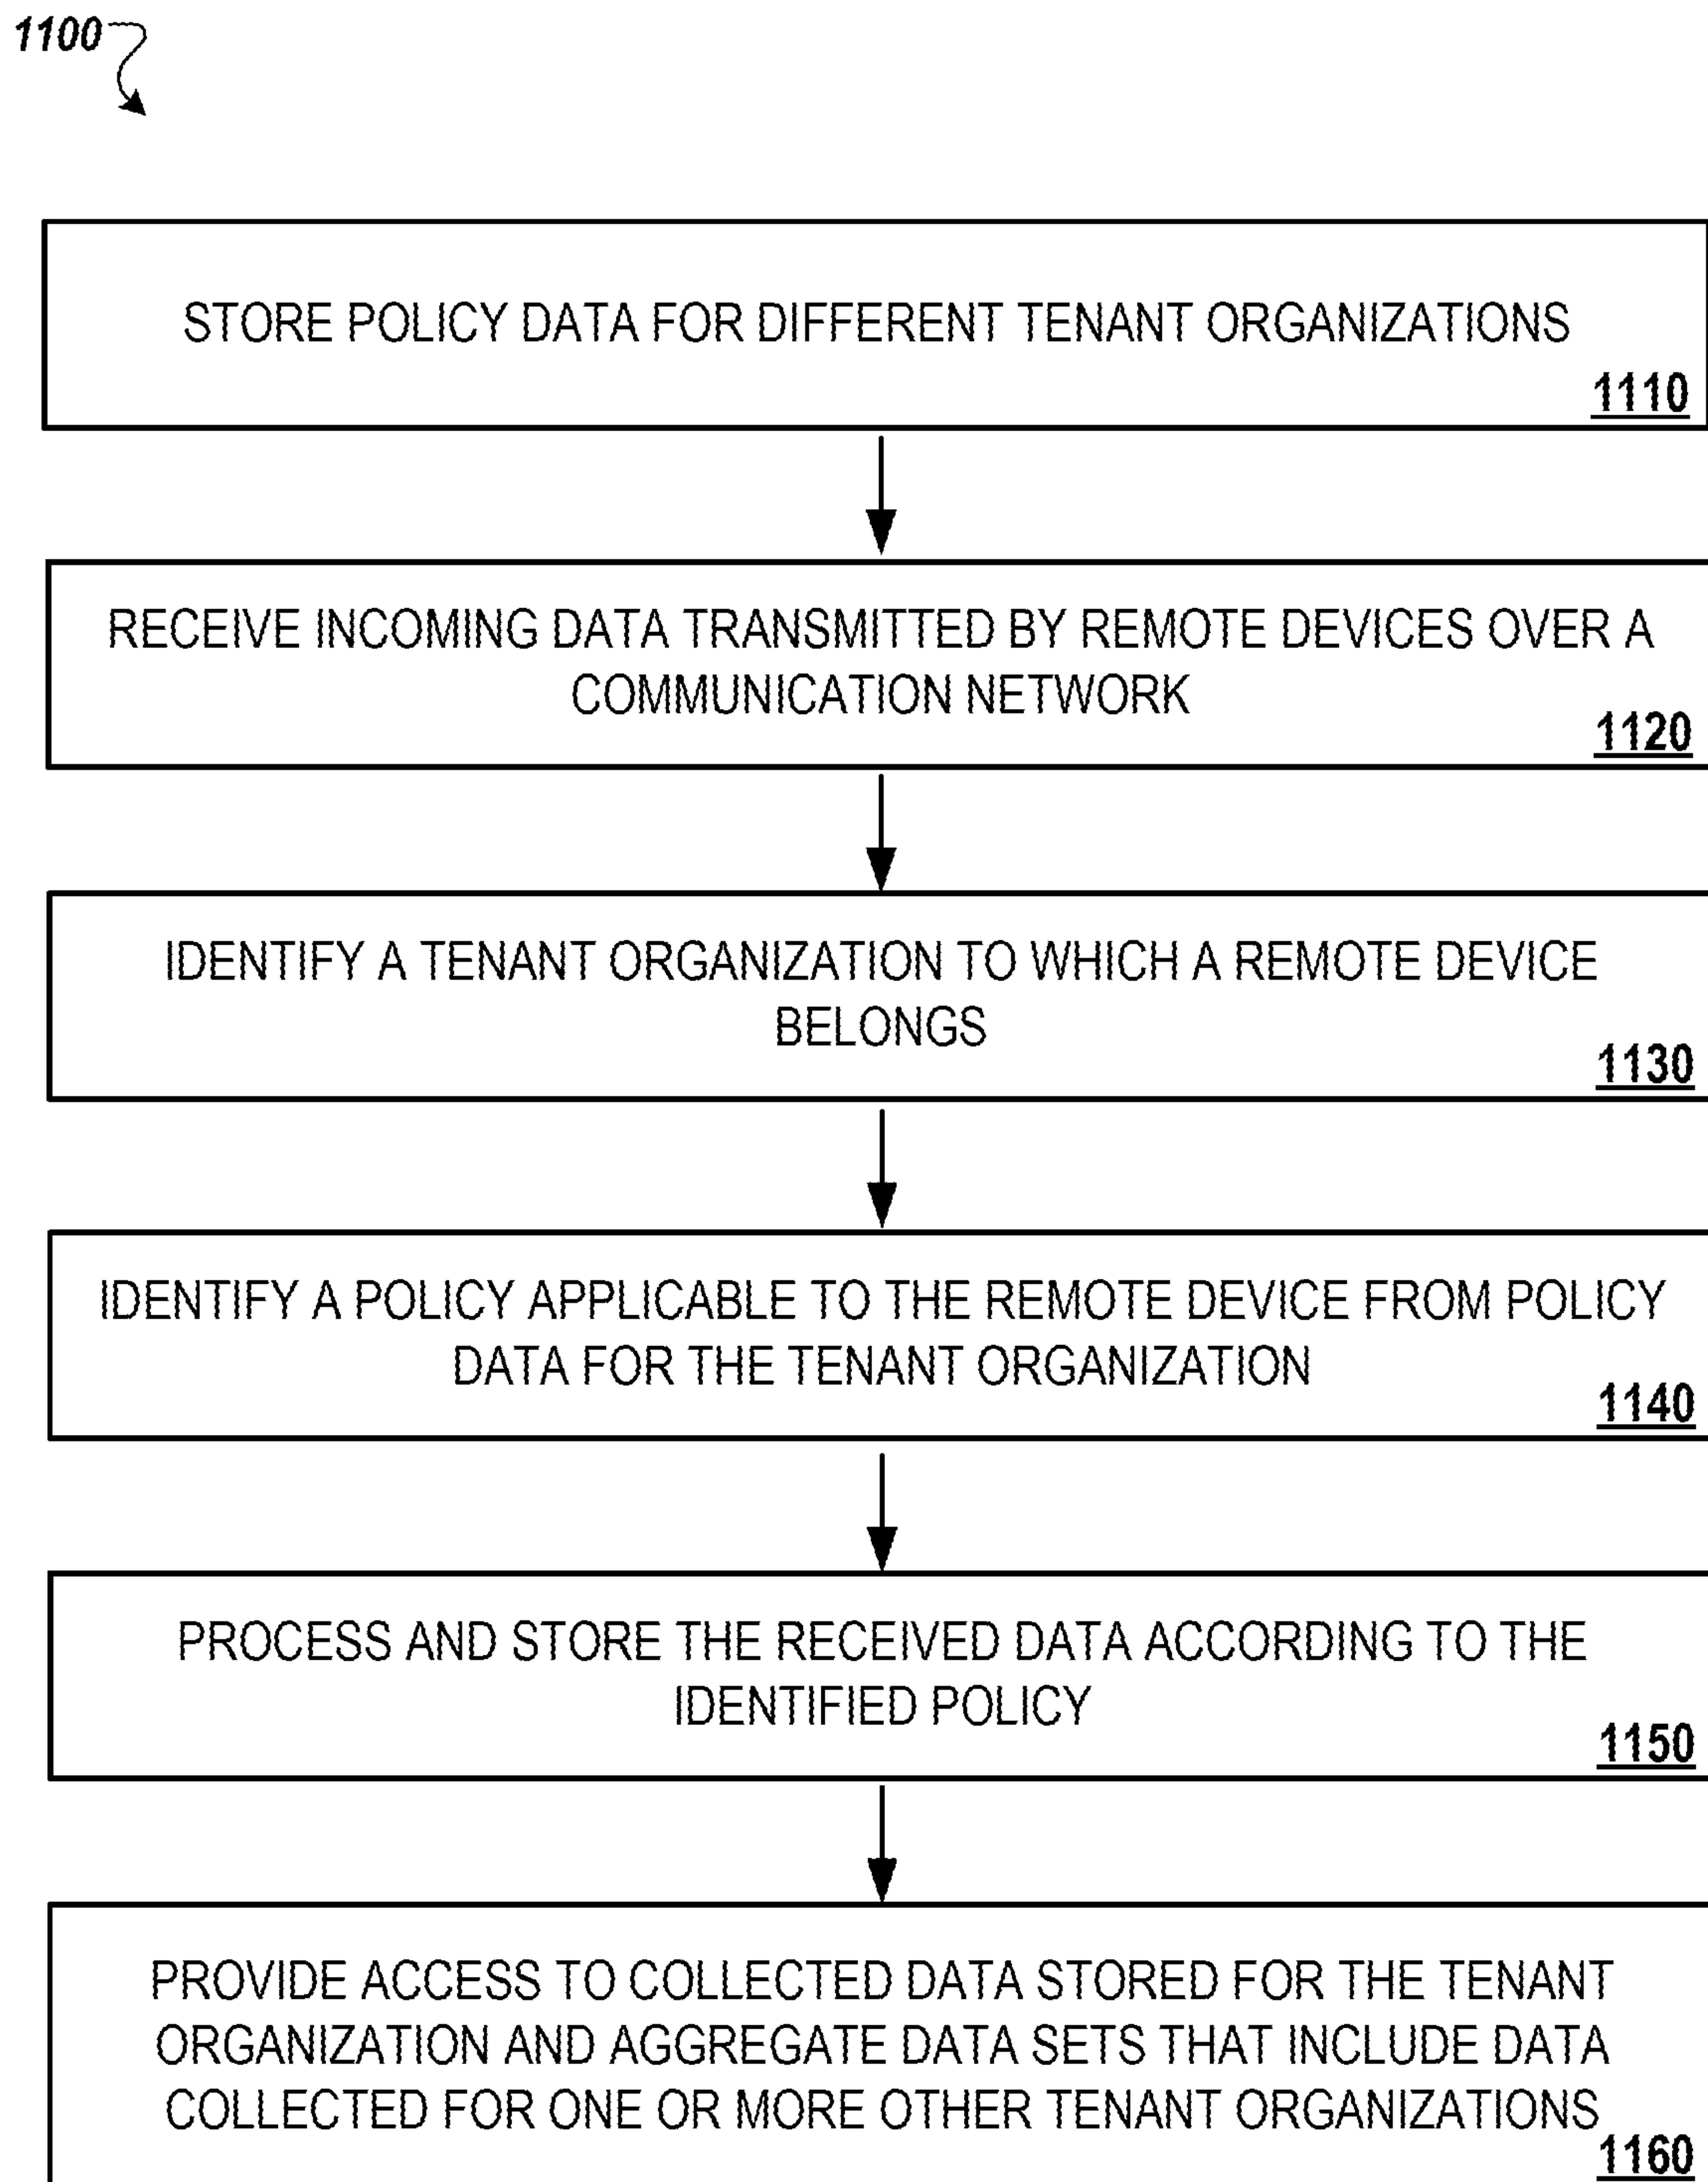 1100
STORE POLICY DATA FOR DIFFERENT TENANT ORGANIZATIONS
1110
RECEIVE INCOMING DATA TRANSMITTED BY REMOTE DEVICES OVER A
COMMUNICATION NETWORK
1120
IDENTIFY A TENANT ORGANIZATION TO WHICH A REMOTE DEVICE
BELONGS
1130
IDENTIFY A POLICY APPLICABLE TO THE REMOTE DEVICE FROM POLICY
DATA FOR THE TENANT ORGANIZATION
1140
PROCESS AND STORE THE RECEIVED DATA ACCORDING TO THE
IDENTIFIED POLICY
1150
PROVIDE ACCESS TO COLLECTED DATA STORED FOR THE TENANT
ORGANIZATION AND AGGREGATE DATA SETS THAT INCLUDE DATA
COLLECTED FOR ONE OR MORE OTHER TENANT ORGANIZATIONS
1160